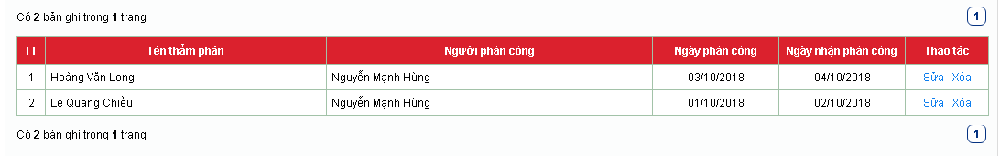 Có 2 bản ghi trong 1 trang 1
TT Tên thẩm phán Người phân công Ngày phân công Ngày nhận phân công Thao tác
1 Hoàng Văn Long Nguyễn Mạnh Hùng 03/10/2018 04/10/2018 Sửa Xóa
2 Lê Quang Chiều Nguyễn Mạnh Hùng 01/10/2018 02/10/2018 Sửa Xóa
Có 2 bản ghi trong 1 trang 1